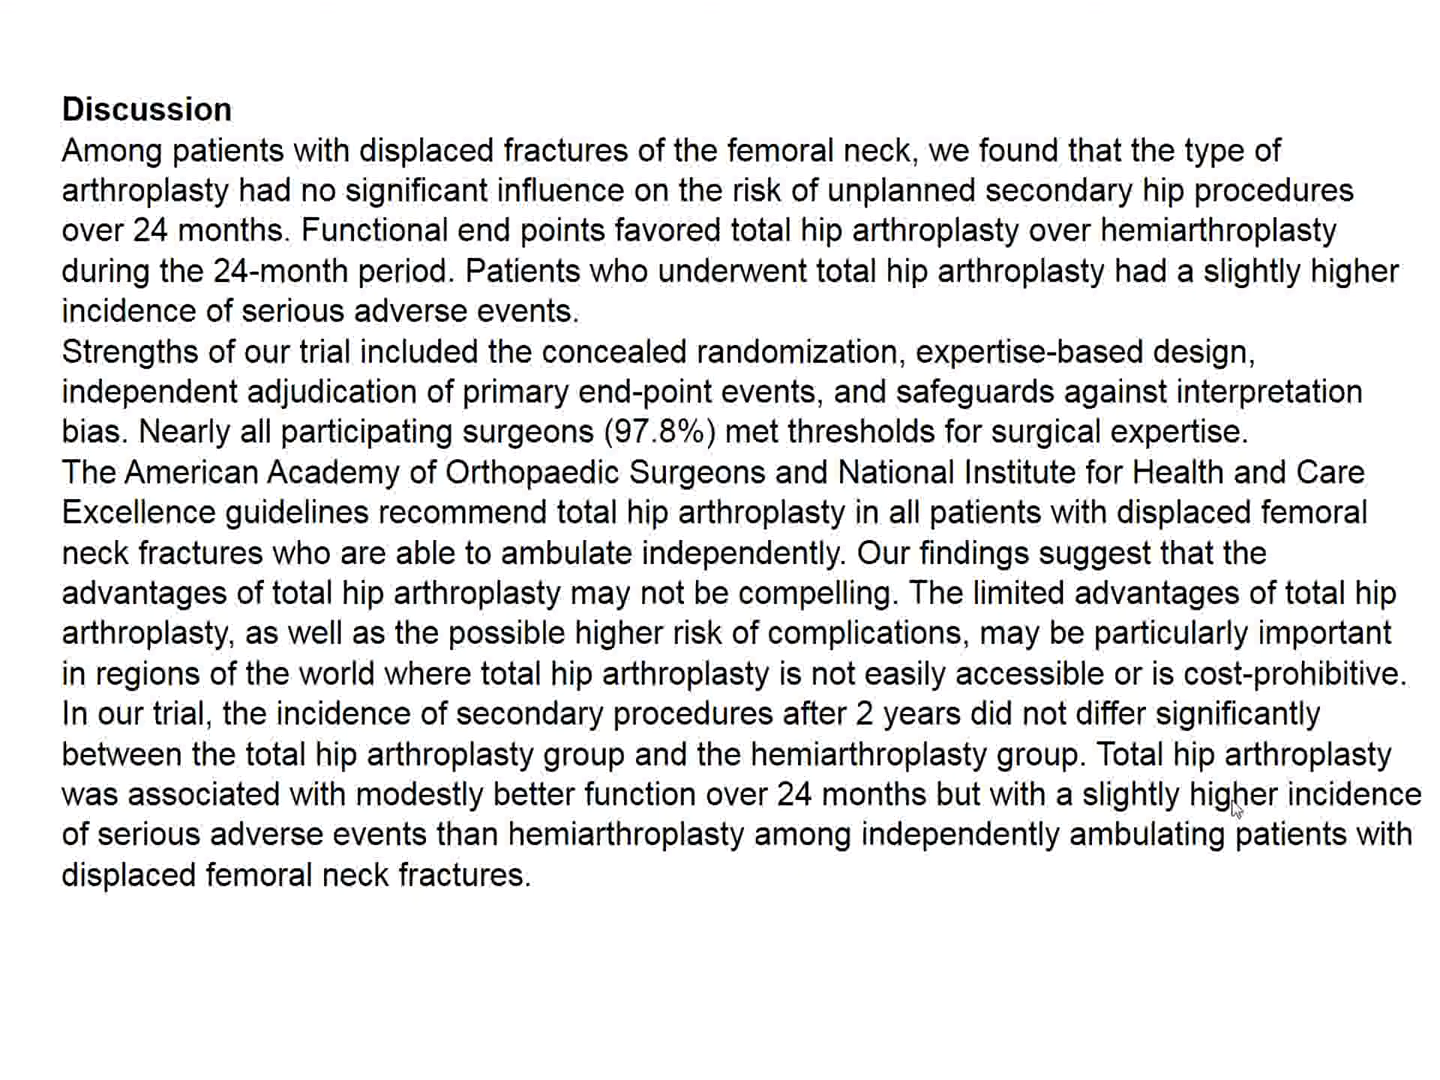 Discussion
Among patients with displaced fractures of the femoral neck, we found that the type of
arthroplasty had no significant influence on the risk of unplanned secondary hip procedures
over 24 months. Functional end points favored total hip arthroplasty over hemiarthroplasty
during the 24-month period. Patients who underwent total hip arthroplasty had a slightly higher
incidence of serious adverse events.
Strengths of our trial included the concealed randomization, expertise-based design,
independent adjudication of primary end-point events, and safeguards against interpretation
bias. Nearly all participating surgeons (97.8%) met thresholds for surgical expertise.
The American Academy of Orthopaedic Surgeons and National Institute for Health and Care
Excellence guidelines recommend total hip arthroplasty in all patients with displaced femoral
neck fractures who are able to ambulate independently. Our findings suggest that the
advantages of total hip arthroplasty may not be compelling. The limited advantages of total hip
arthroplasty, as well as the possible higher risk of complications, may be particularly important
in regions of the world where total hip arthroplasty is not easily accessible or is cost-prohibitive.
In our trial, the incidence of secondary procedures after 2 years did not differ significantly
between the total hip arthroplasty group and the hemiarthroplasty group. Total hip arthroplasty
was associated with modestly better function over 24 months but with a slightly higher incidence
of serious adverse events than hemiarthroplasty among independently ambulating patients with
displaced femoral neck fractures.